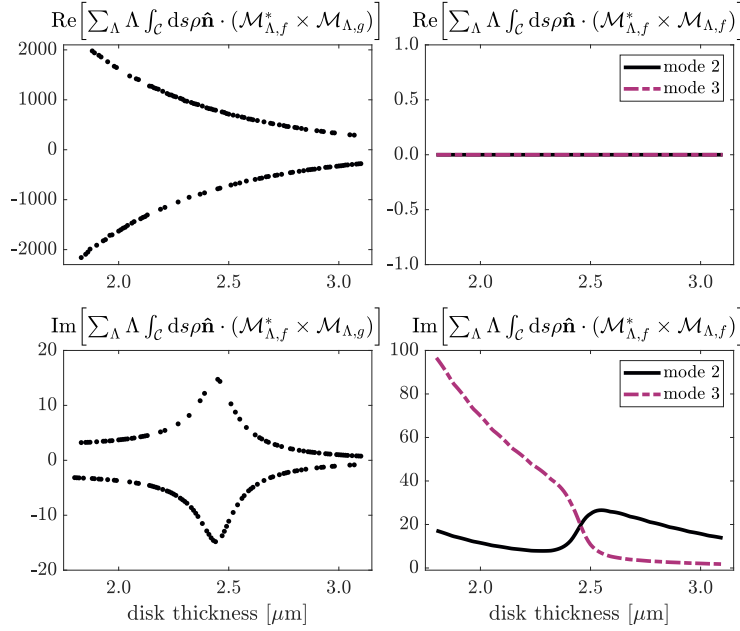 Re[∑_Λ Λ ∫_C dsρn̂ · (M*_{Λ,f} × M_{Λ,g})]
2000
1000
0
-1000
-2000
2.0 2.5 3.0
Re[∑_Λ Λ ∫_C dsρn̂ · (M*_{Λ,f} × M_{Λ,f})]
1.0
0.5
0.0
-0.5
-1.0
mode 2
mode 3
2.0 2.5 3.0
Im[∑_Λ Λ ∫_C dsρn̂ · (M*_{Λ,f} × M_{Λ,g})]
20
10
0
-10
-20
2.0 2.5 3.0
disk thickness [μm]
Im[∑_Λ Λ ∫_C dsρn̂ · (M*_{Λ,f} × M_{Λ,f})]
100
80
60
40
20
0
mode 2
mode 3
2.0 2.5 3.0
disk thickness [μm]